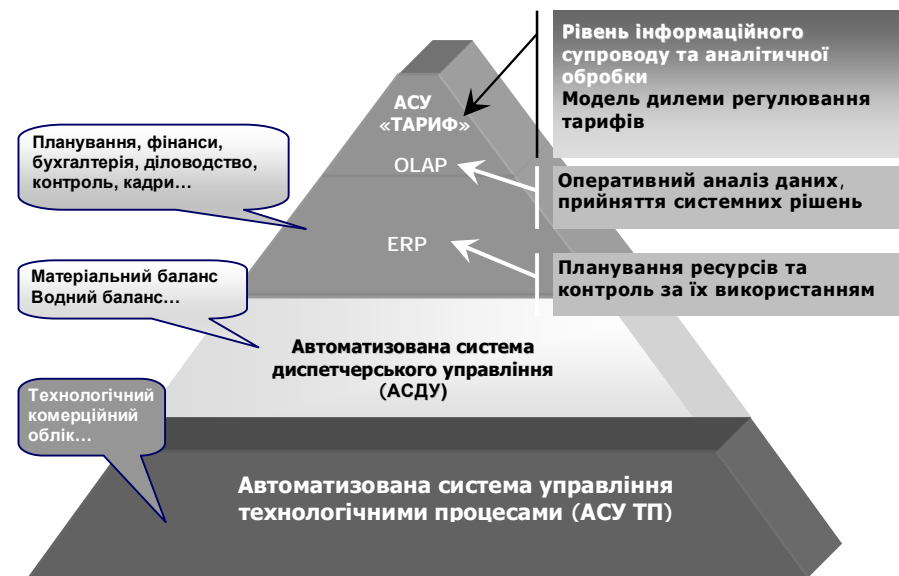 Рівень інформаційного
супроводу та аналітичної
обробки
Модель дилеми регулювання
тарифів
АСУ
«ТАРИФ»
Планування, фінанси,
бухгалтерія, діловодство,
контроль, кадри…
OLAP
Оперативний аналіз даних,
прийняття системних рішень
ERP
Планування ресурсів та
контроль за їх використанням
Матеріальний баланс
Водний баланс…
Автоматизована система
диспетчерського управління
(АСДУ)
Технологічний
комерційний
облік…
Автоматизована система управління
технологічними процесами (АСУ ТП)